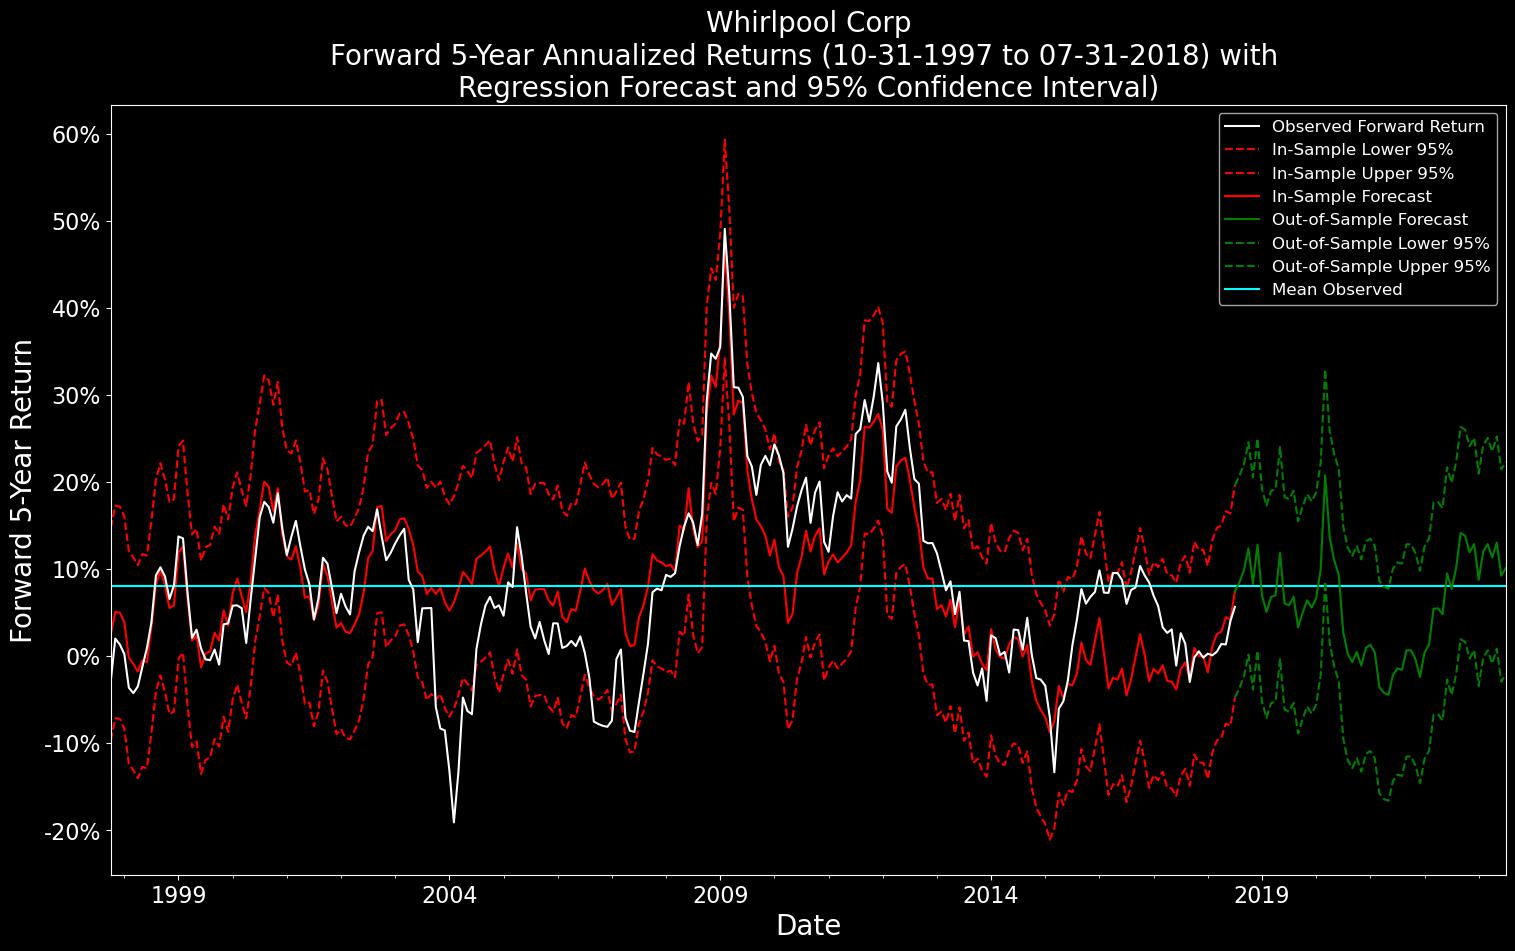 Whirlpool Corp
Forward 5-Year Annualized Returns (10-31-1997 to 07-31-2018) with
Regression Forecast and 95% Confidence Interval)
Observed Forward Return
In-Sample Lower 95%
In-Sample Upper 95%
In-Sample Forecast
Out-of-Sample Forecast
Out-of-Sample Lower 95%
Out-of-Sample Upper 95%
Mean Observed
Forward 5-Year Return
60%
50%
40%
30%
20%
10%
0%
-10%
-20%
1999
2004
2009
2014
2019
Date